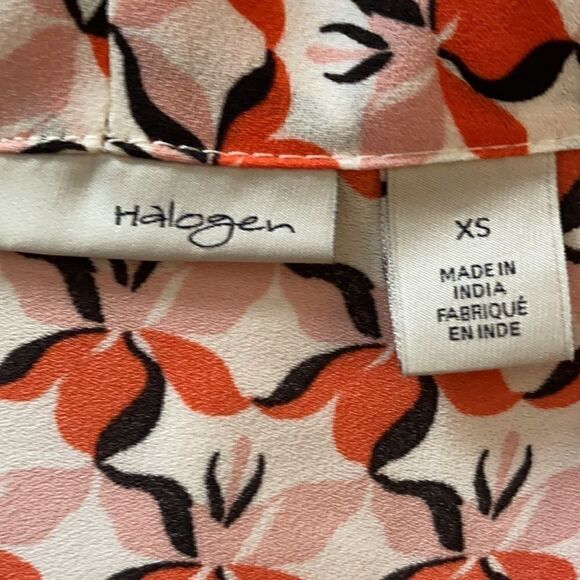 Halogen
XS
MADE IN
INDIA
FABRIQUÉ
EN INDE